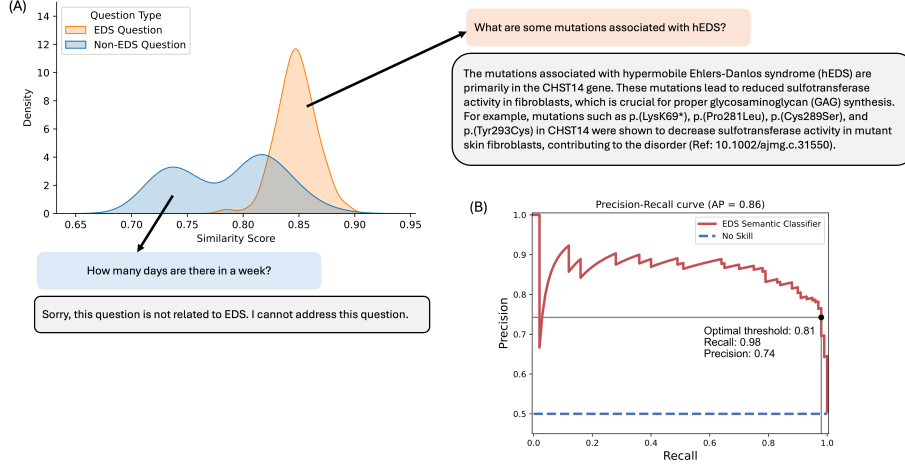 (A)
Question Type
EDS Question
Non-EDS Question
14
12
10
8
6
4
2
0
Density
0.65
0.70
0.75
0.80
0.85
0.90
0.95
Similarity Score
What are some mutations associated with hEDS?
The mutations associated with hypermobile Ehlers-Danlos syndrome (hEDS) are
primarily in the CHST14 gene. These mutations lead to reduced sulfotransferase
activity in fibroblasts, which is crucial for proper glycosaminoglycan (GAG) synthesis.
For example, mutations such as p.(LysK69*), p.(Pro281Leu), p.(Cys289Ser), and
p.(Tyr293Cys) in CHST14 were shown to decrease sulfotransferase activity in mutant
skin fibroblasts, contributing to the disorder (Ref: 10.1002/ajmg.c.31550).
How many days are there in a week?
Sorry, this question is not related to EDS. I cannot address this question.
(B)
Precision-Recall curve (AP = 0.86)
EDS Semantic Classifier
No Skill
1.0
0.9
0.8
0.7
0.6
0.5
Precision
Optimal threshold: 0.81
Recall: 0.98
Precision: 0.74
0.0
0.2
0.4
0.6
0.8
1.0
Recall